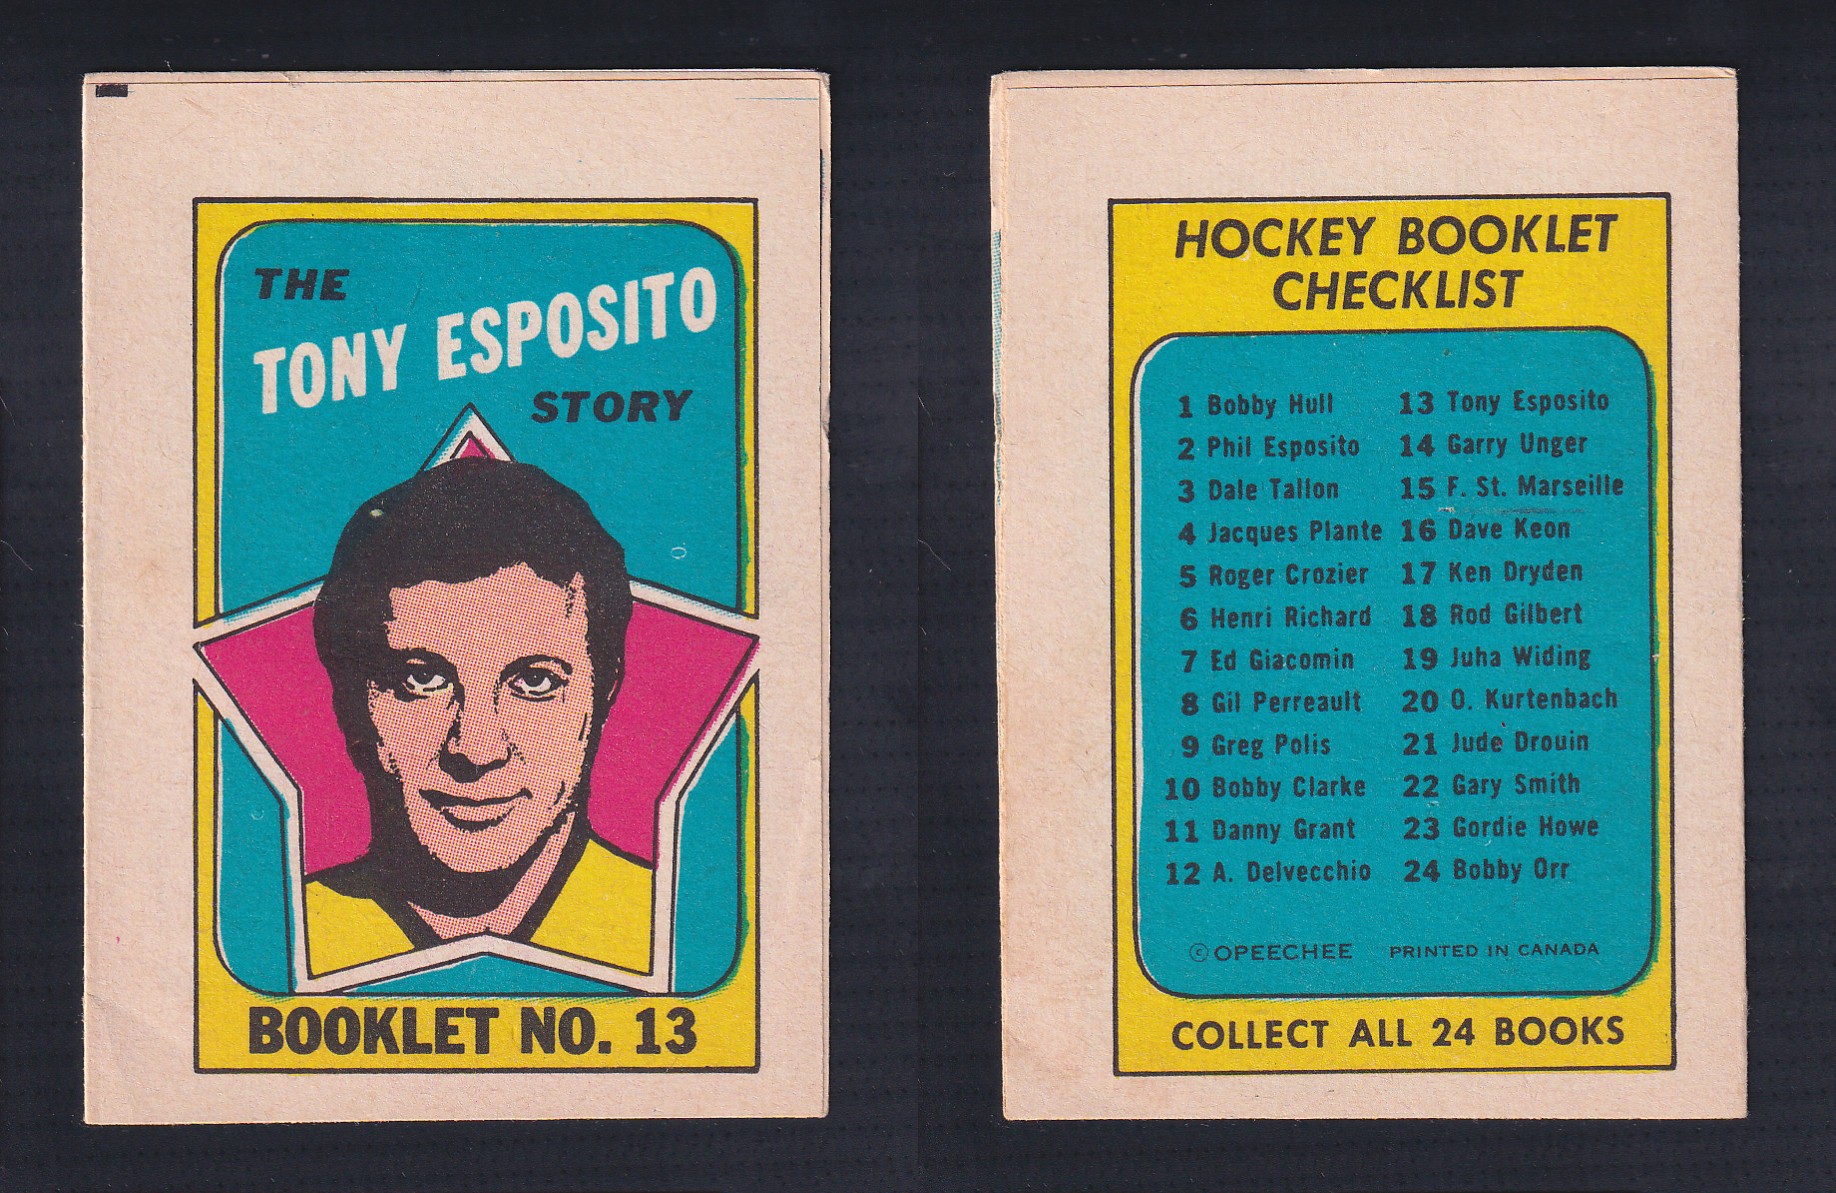 THE
TONY ESPOSITO
STORY
BOOKLET NO. 13
HOCKEY BOOKLET
CHECKLIST
1 Bobby Hull
2 Phil Esposito
3 Dale Tallon
4 Jacques Plante
5 Roger Crozier
6 Henri Richard
7 Ed Giacomin
8 Gil Perreault
9 Greg Polis
10 Bobby Clarke
11 Danny Grant
12 A. Delvecchio
13 Tony Esposito
14 Garry Unger
15 F. St. Marseille
16 Dave Keon
17 Ken Dryden
18 Rod Gilbert
19 Juha Widing
20 O. Kurtenbach
21 Jude Drouin
22 Gary Smith
23 Gordie Howe
24 Bobby Orr
© OPEECHEE PRINTED IN CANADA
COLLECT ALL 24 BOOKS